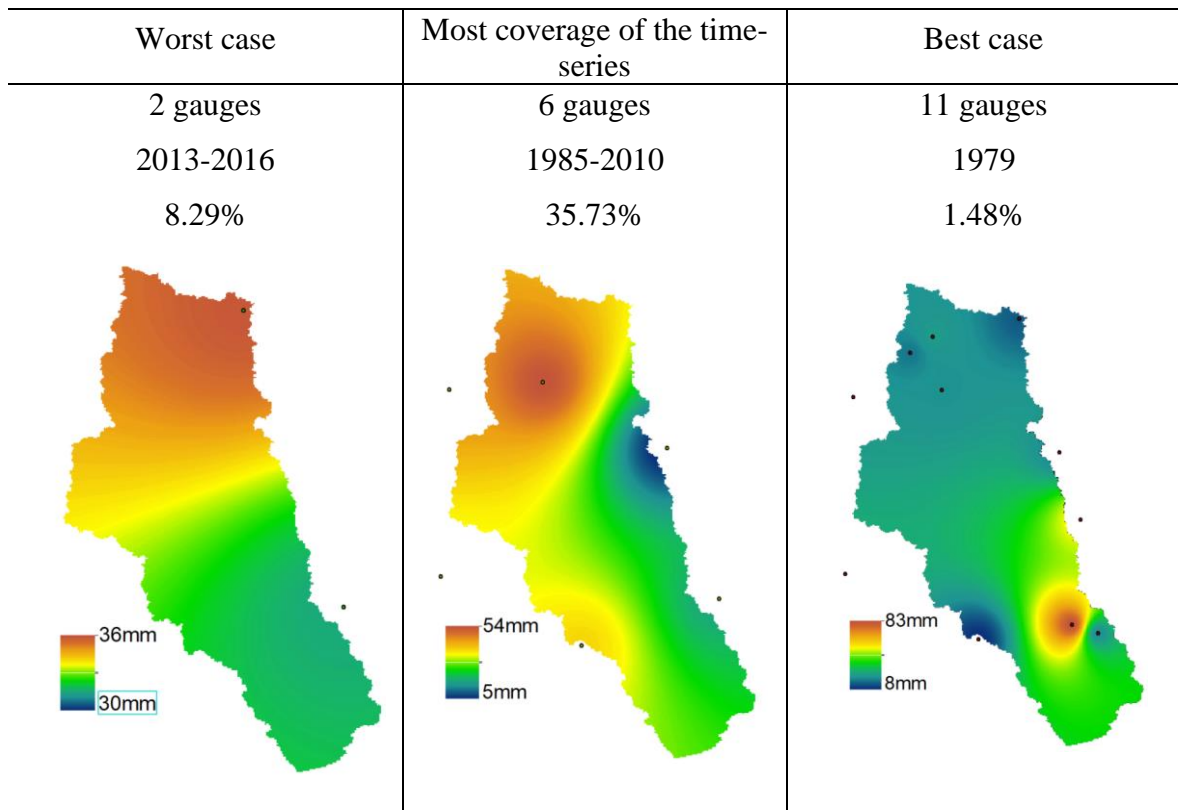 Worst case
Most coverage of the time-
series
Best case
2 gauges
6 gauges
11 gauges
2013-2016
1985-2010
1979
8.29%
35.73%
1.48%
36mm
30mm
54mm
5mm
83mm
8mm